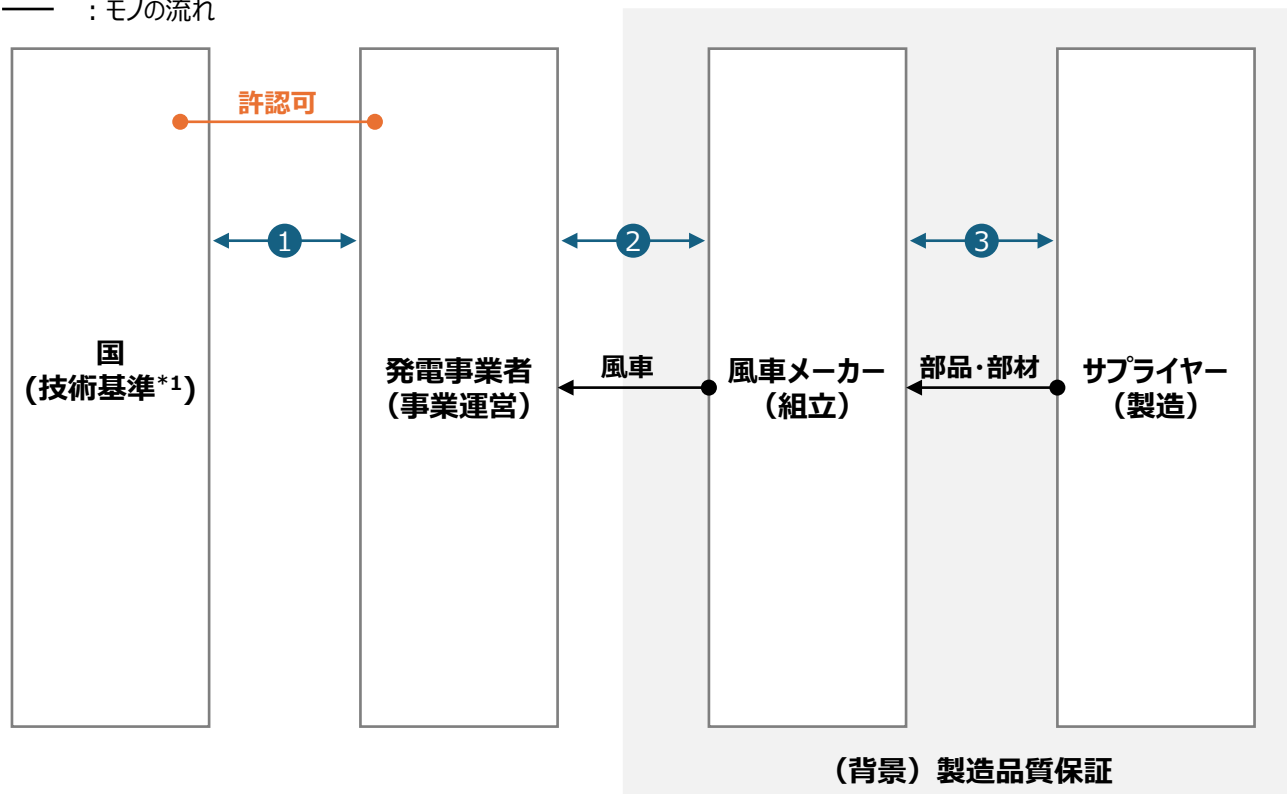 ：モノの流れ
許認可
1
2
3
国
(技術基準*1)
発電事業者
（事業運営）
風車
風車メーカー
（組立）
部品・部材
サプライヤー
（製造）
（背景）製造品質保証